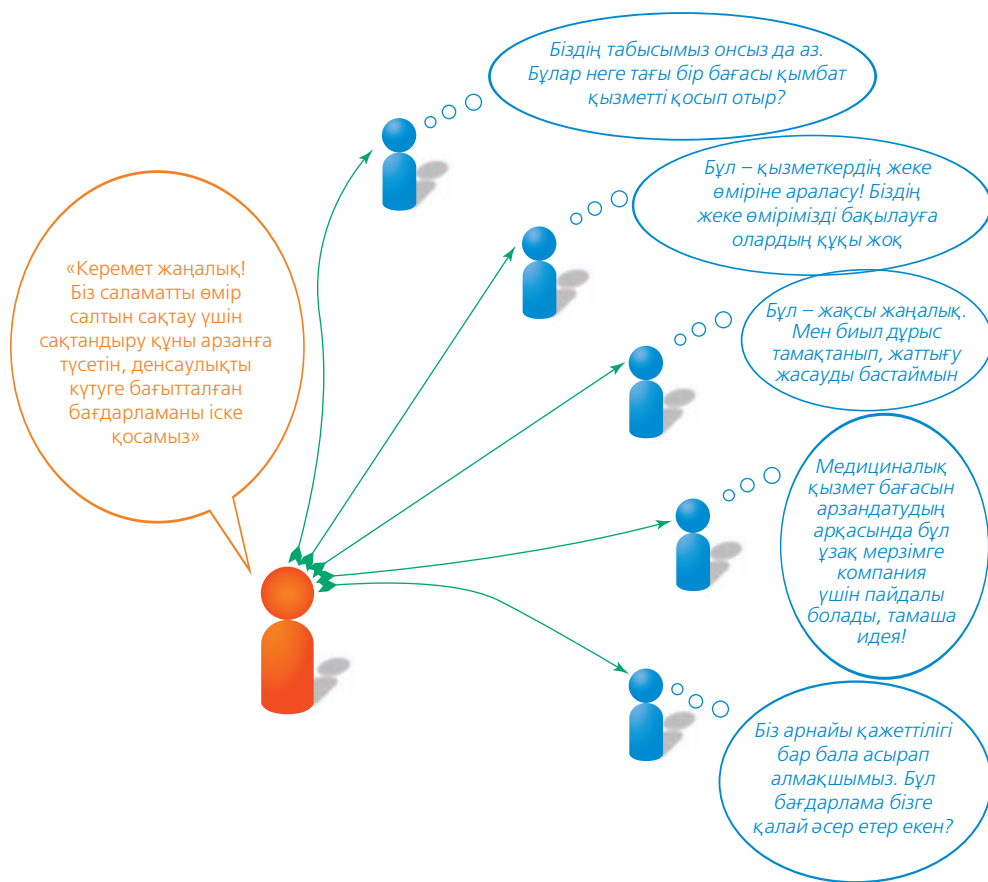 Біздің табысымыз онсыз да аз.
Бұлар неге тағы бір бағасы қымбат
қызметті қосып отыр?
Бұл – қызметкердің жеке
өміріне араласу! Біздің
жеке өмірімізді бақылауға
олардың құқы жоқ
«Керемет жаңалық!
Біз саламатты өмір
салтын сақтау үшін
сақтандыру құны арзанға
түсетін, денсаулықты
күтуге бағытталған
бағдарламаны іске
қосамыз»
Бұл – жақсы жаңалық.
Мен биыл дұрыс
тамақтанып, жаттығу
жасауды бастаймын
Медициналық
қызмет бағасын
арзандатудың
арқасында бұл
ұзақ мерзімге
компания
үшін пайдалы
болады, тамаша
идея!
Біз арнайы қажеттілігі
бар бала асырап
алмақшымыз. Бұл
бағдарлама бізге
қалай әсер етер екен?